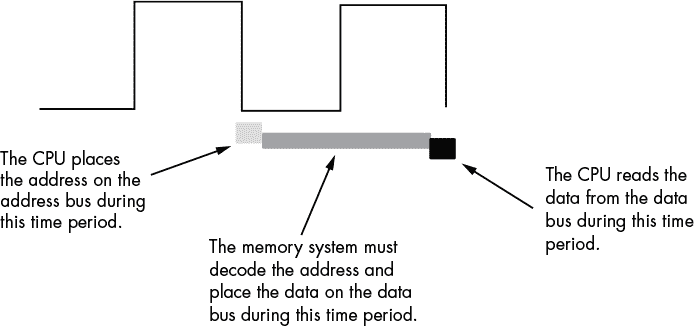 The CPU places
the address on the
address bus during
this time period.
The memory system must
decode the address and
place the data on the data
bus during this time period.
The CPU reads the
data from the data
bus during this time
period.